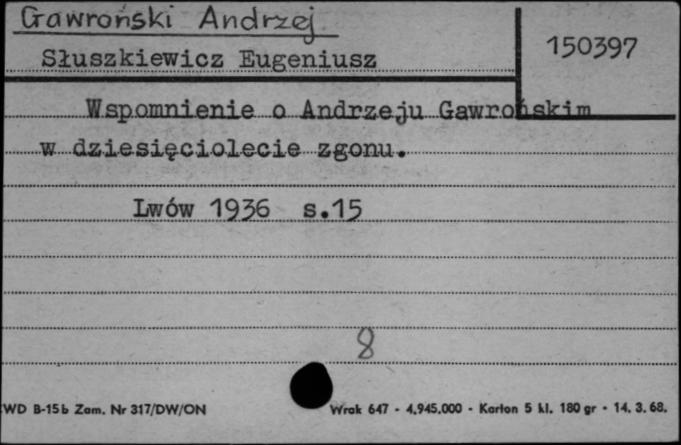 Gawroński Andrzej
Słuszkiewicz Eugeniusz
150397
Wspomnienie o Andrzeju Gawrońskim
w dziesięciolecie zgonu.
Lwów 1936 s.15
8
WD B-15b Zam. Nr 317/DW/ON Wrak 647 - 4.945.000 - Karton 5 kl. 180 gr - 14. 3. 68.